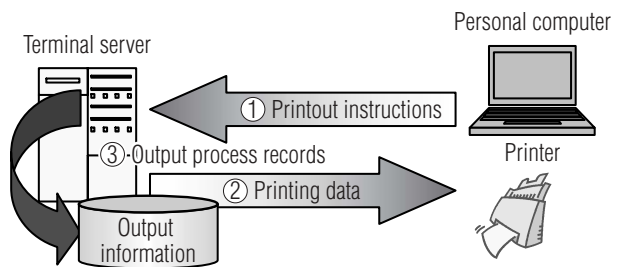 Personal computer
Terminal server
① Printout instructions
③ Output process records
Printer
② Printing data
Output
information